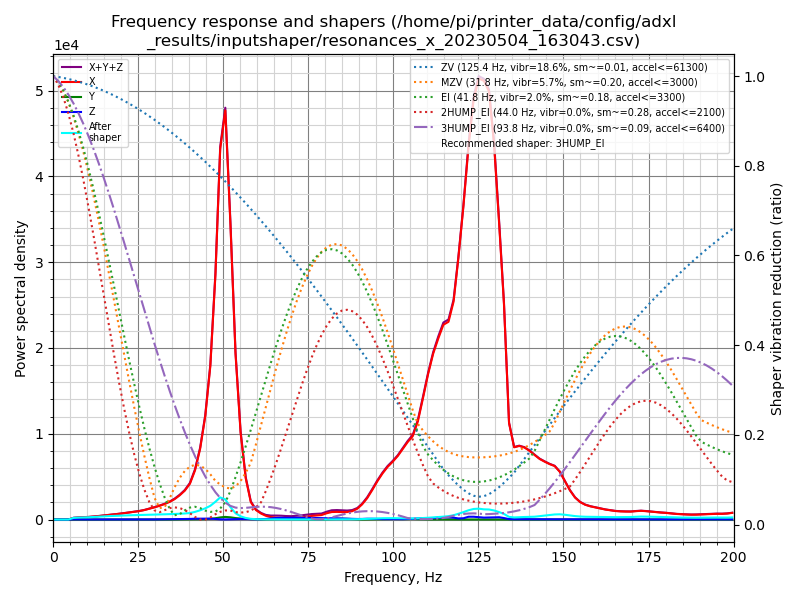 Frequency response and shapers (/home/pi/printer_data/config/adxl
_results/inputshaper/resonances_x_20230504_163043.csv)
1e4
X+Y+Z
X
Y
Z
After
shaper
ZV (125.4 Hz, vibr=18.6%, sm~=0.01, accel<=61300)
MZV (31.8 Hz, vibr=5.7%, sm~=0.20, accel<=3000)
EI (41.8 Hz, vibr=2.0%, sm~=0.18, accel<=3300)
2HUMP_EI (44.0 Hz, vibr=0.0%, sm~=0.28, accel<=2100)
3HUMP_EI (93.8 Hz, vibr=0.0%, sm~=0.09, accel<=6400)
Recommended shaper: 3HUMP_EI
Power spectral density
5
4
3
2
1
0
1.0
0.8
0.6
0.4
0.2
0.0
Shaper vibration reduction (ratio)
0 25 50 75 100 125 150 175 200
Frequency, Hz